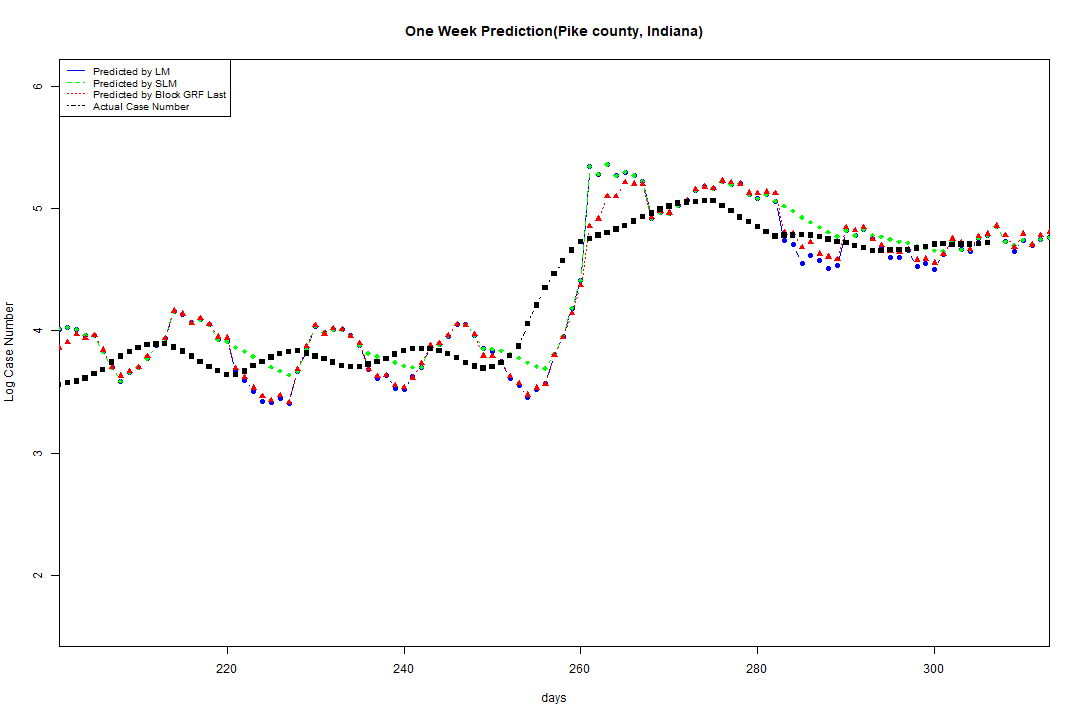 One Week Prediction(Pike county, Indiana)
Predicted by LM
Predicted by SLM
Predicted by Block GRF Last
Actual Case Number
6
5
4
3
2
Log Case Number
220 240 260 280 300
days